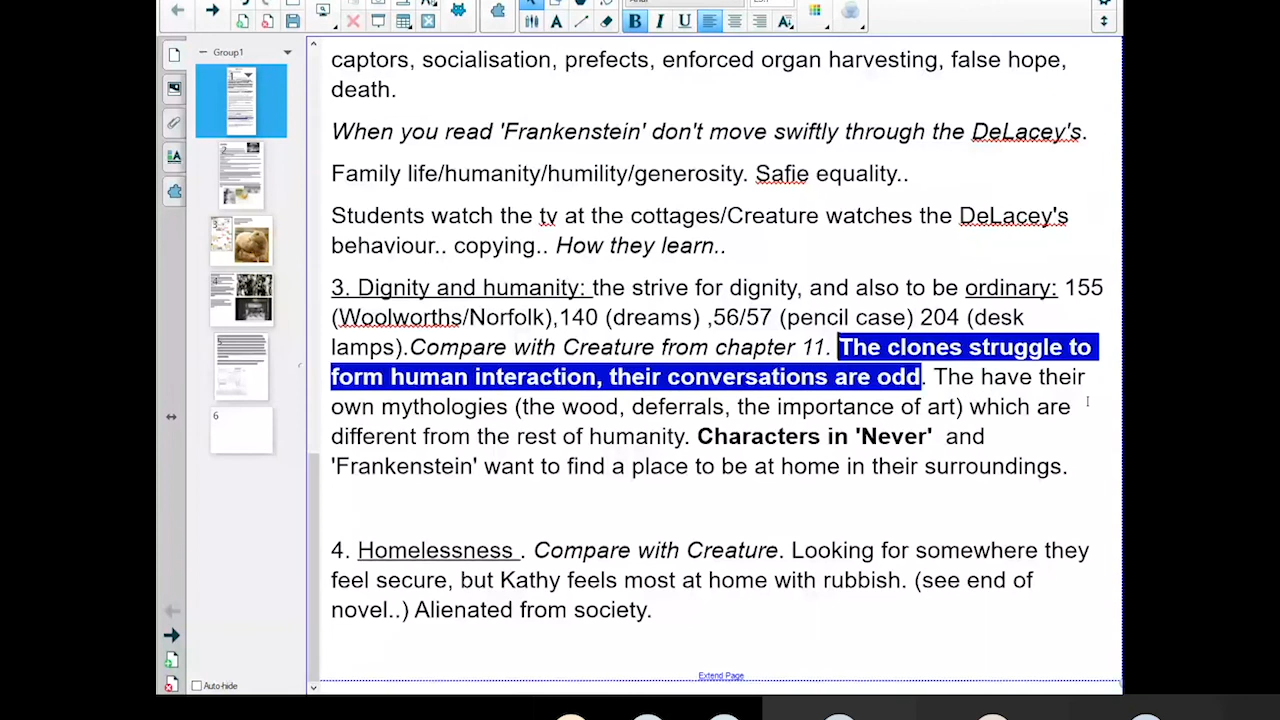 Group1
captors, socialisation, prefects, enforced organ harvesting, false hope,
death.
When you read 'Frankenstein' don't move swiftly through the DeLacey's.
Family life/humanity/humility/generosity. Safie equality..
Students watch the tv at the cottages/Creature watches the DeLacey's
behaviour.. copying.. How they learn..
3. Dignity and humanity: the strive for dignity, and also to be ordinary: 155
(Woolworths/Norfolk),140 (dreams) ,56/57 (pencil case) 204 (desk
lamps).Compare with Creature from chapter 11. The clones struggle to
form human interaction, their conversations are odd. The have their
own mythologies (the wood, deferrals, the importance of art) which are
different from the rest of humanity. Characters in 'Never' and
'Frankenstein' want to find a place to be at home in their surroundings.
4. Homelessness . Compare with Creature. Looking for somewhere they
feel secure, but Kathy feels most at home with rubbish. (see end of
novel..) Alienated from society.
Extend Page
1
2
3
4
5
6
Auto-hide
B I U